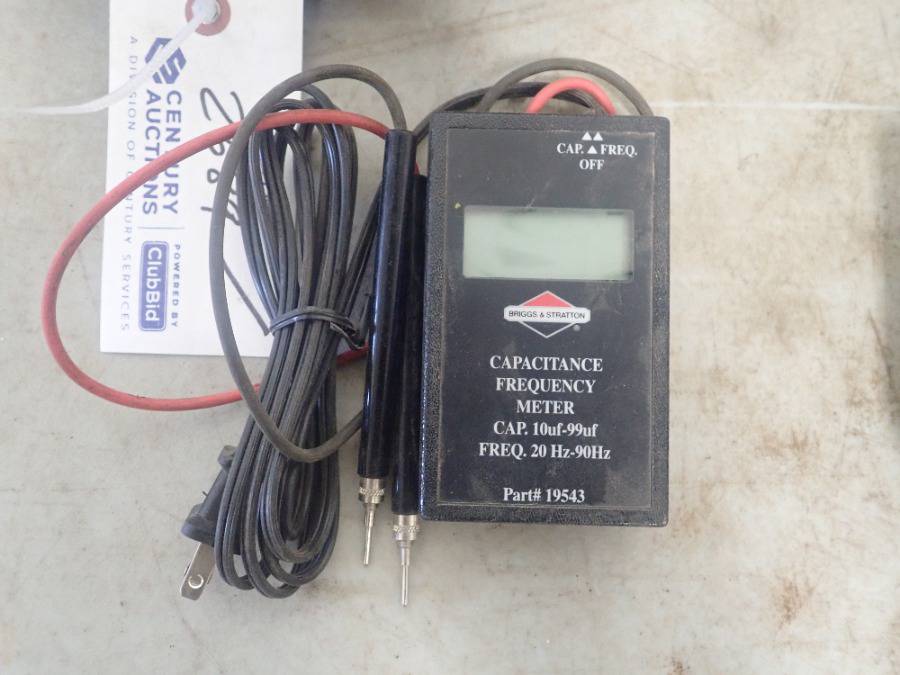 CENTURY
AUCTIONS
A DIVISION OF CENTURY SERVICES
POWERED BY
ClubBid
CAP. ▲ FREQ.
OFF
BRIGGS & STRATTON
®
CAPACITANCE
FREQUENCY
METER
CAP. 10uf-99uf
FREQ. 20 Hz-90Hz
Part# 19543